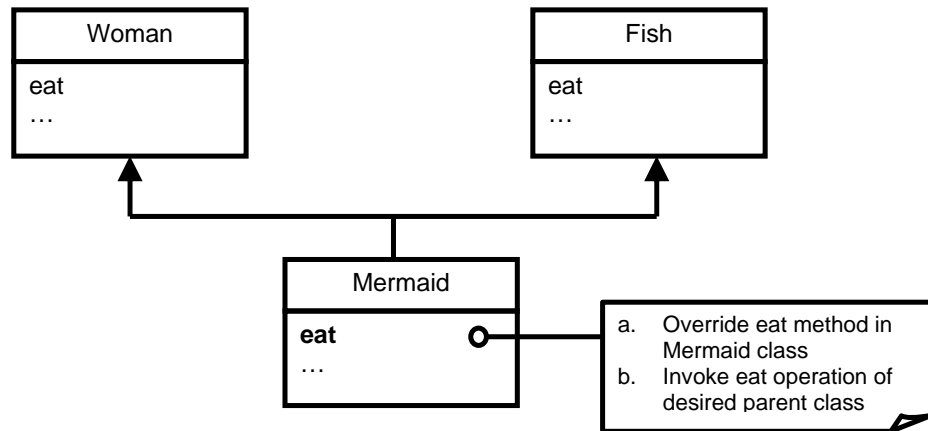 Woman
eat
…
Fish
eat
…
Mermaid
eat
…
a. Override eat method in
Mermaid class
b. Invoke eat operation of
desired parent class